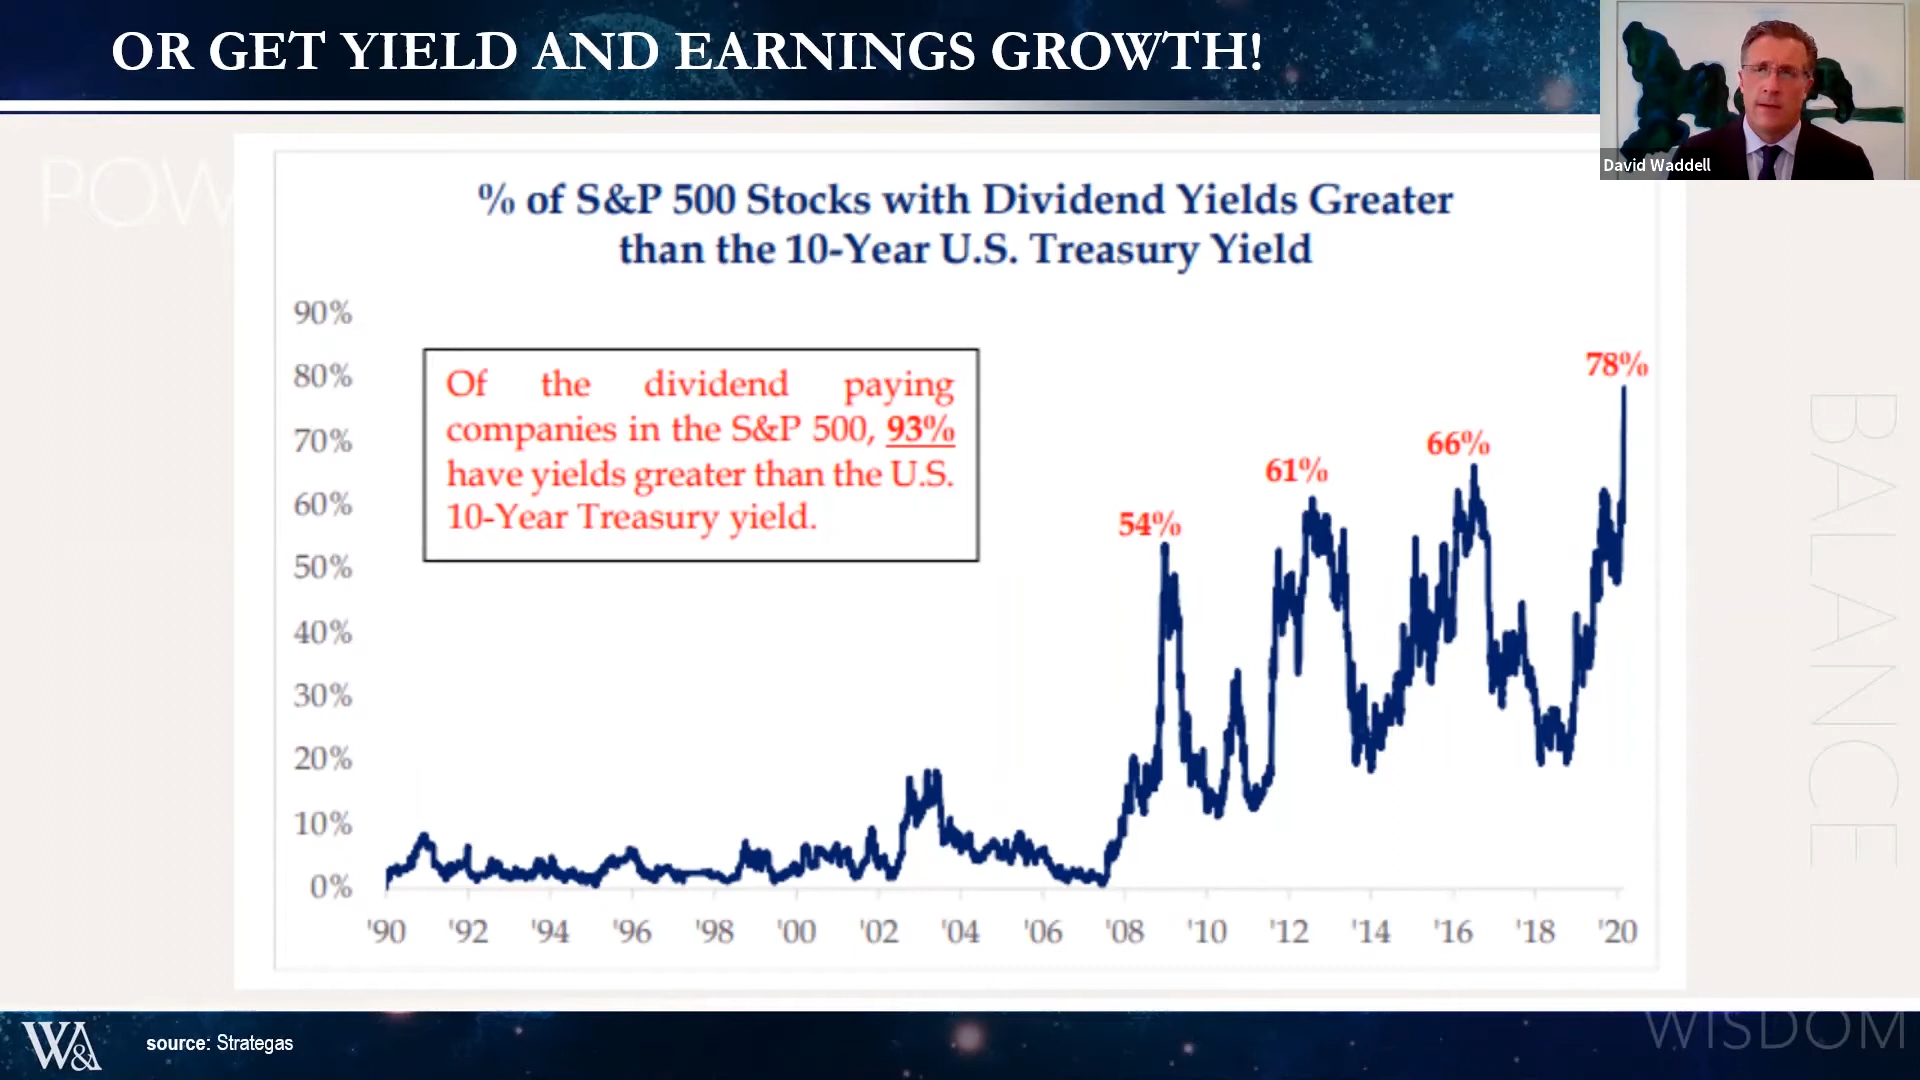 OR GET YIELD AND EARNINGS GROWTH!
David Waddell
POW
% of S&P 500 Stocks with Dividend Yields Greater
than the 10-Year U.S. Treasury Yield
90%
80%
70%
60%
50%
40%
30%
20%
10%
0%
Of the dividend paying
companies in the S&P 500, 93%
have yields greater than the U.S.
10-Year Treasury yield.
54%
61%
66%
78%
'90 '92 '94 '96 '98 '00 '02 '04 '06 '08 '10 '12 '14 '16 '18 '20
BALANCE
W&A
source: Strategas
WISDOM